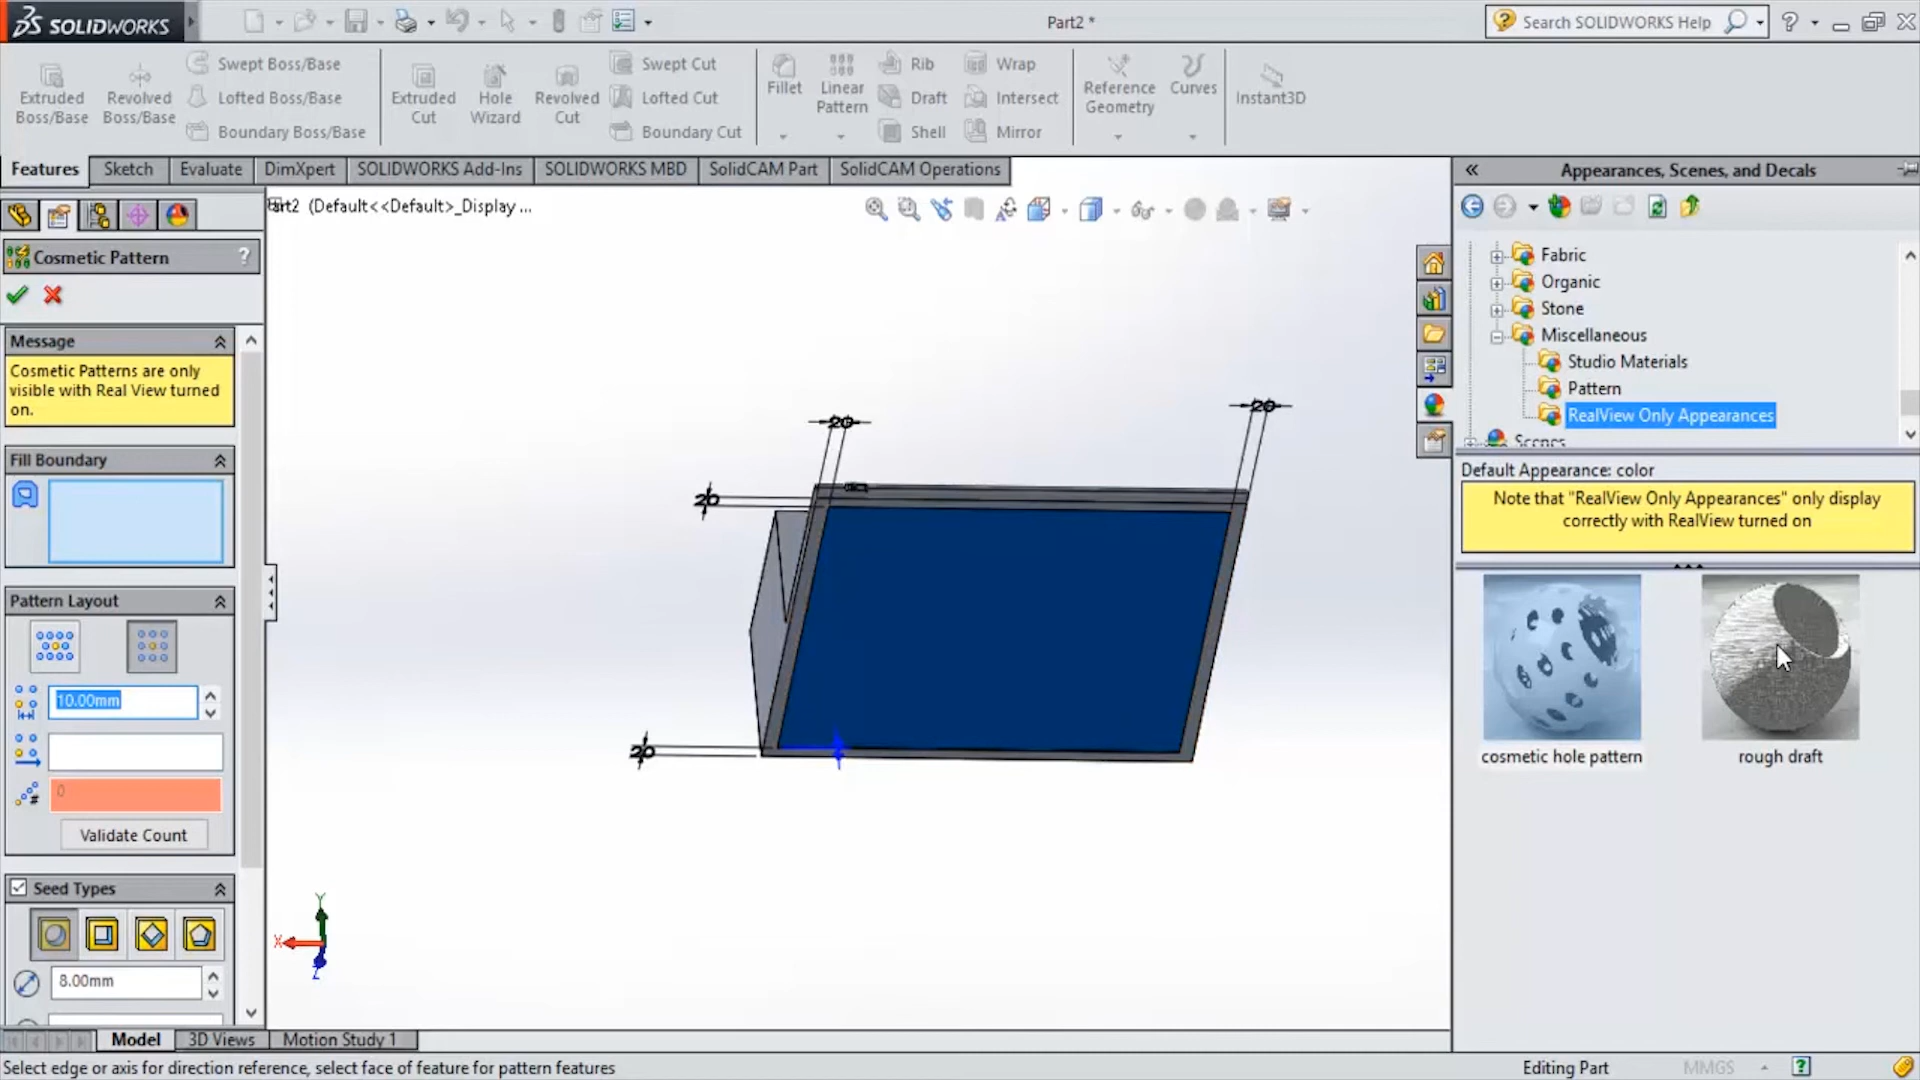 SOLIDWORKS
Part2 *
Search SOLIDWORKS Help
Extruded Boss/Base
Revolved Boss/Base
Swept Boss/Base
Lofted Boss/Base
Boundary Boss/Base
Extruded Cut
Hole Wizard
Revolved Cut
Swept Cut
Lofted Cut
Boundary Cut
Fillet
Linear Pattern
Rib
Draft
Shell
Wrap
Intersect
Mirror
Reference Geometry
Curves
Instant3D
Features
Sketch
Evaluate
DimXpert
SOLIDWORKS Add-Ins
SOLIDWORKS MBD
SolidCAM Part
SolidCAM Operations
art2 (Default<<Default>_Display ...
Cosmetic Pattern
?
Message
Cosmetic Patterns are only
visible with Real View turned
on.
Fill Boundary
Pattern Layout
10.00mm
0
Validate Count
Seed Types
8.00mm
20
20
20
20
Y
X
Z
Appearances, Scenes, and Decals
Fabric
Organic
Stone
Miscellaneous
Studio Materials
Pattern
RealView Only Appearances
Scenes
Default Appearance: color
Note that "RealView Only Appearances" only display
correctly with RealView turned on
cosmetic hole pattern
rough draft
Model
3D Views
Motion Study 1
Select edge or axis for direction reference, select face of feature for pattern features
Editing Part
MMGS